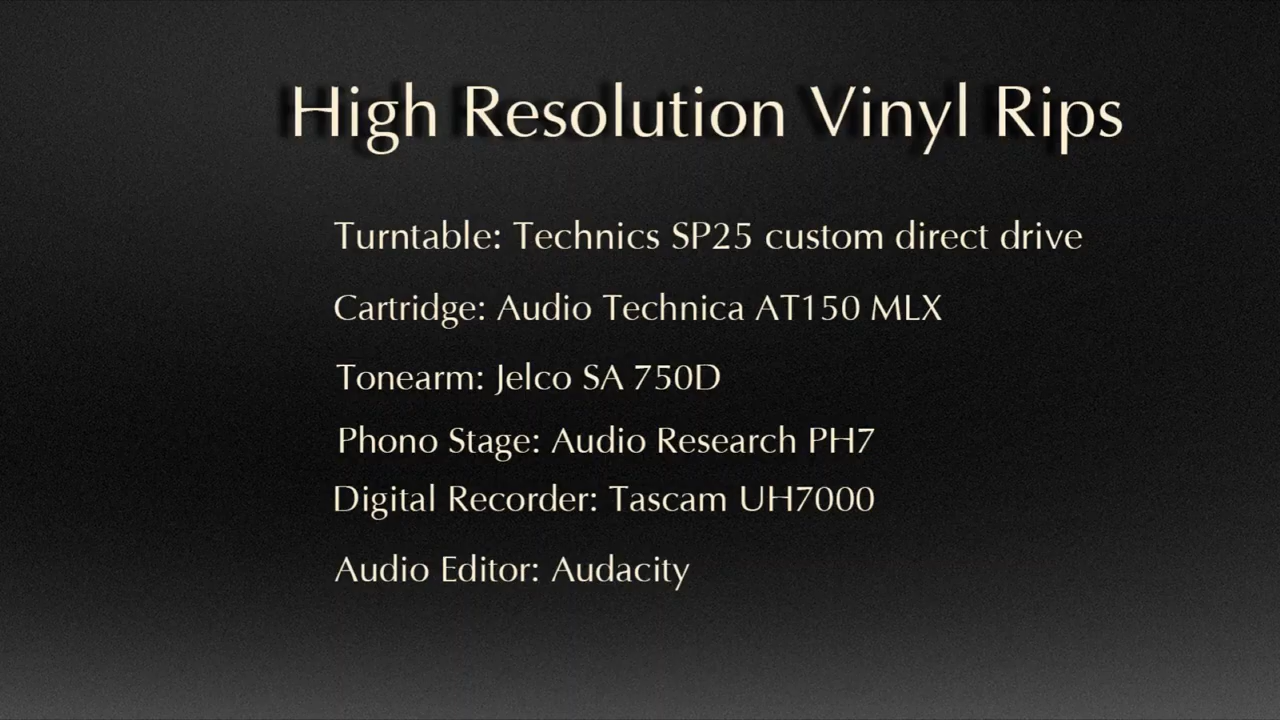 High Resolution Vinyl Rips
Turntable: Technics SP25 custom direct drive
Cartridge: Audio Technica AT150 MLX
Tonearm: Jelco SA 750D
Phono Stage: Audio Research PH7
Digital Recorder: Tascam UH7000
Audio Editor: Audacity